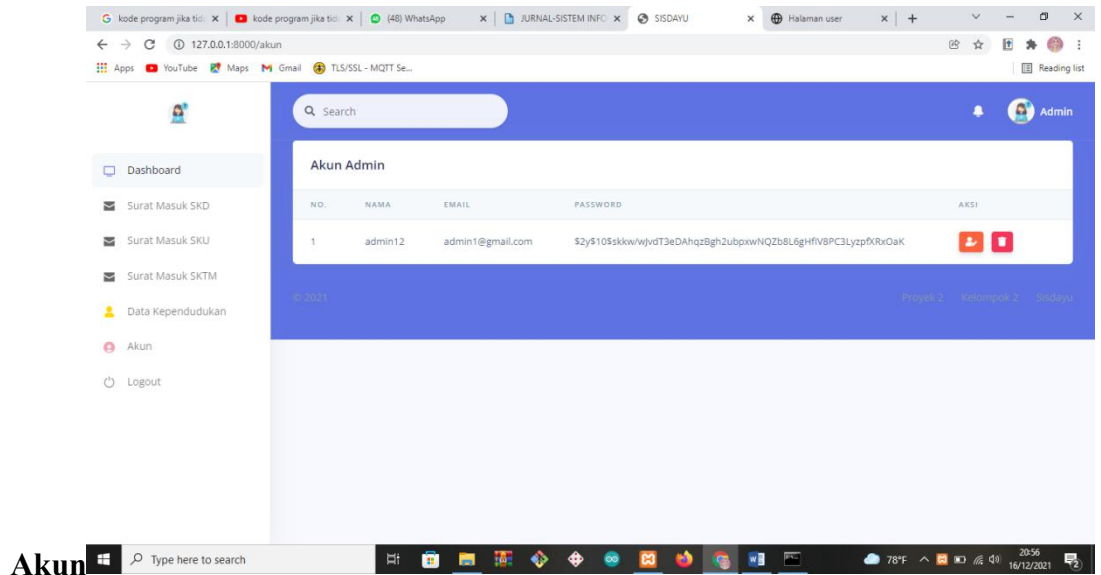 kode program jika tid
kode program jika tid
(48) WhatsApp
JURNAL-SISTEM INFO
SISDAYU
Halaman user
127.0.0.1:8000/akun
Apps
YouTube
Maps
Gmail
TLS/SSL - MQTT Se...
Reading list
Search
Admin
Dashboard
Surat Masuk SKD
Surat Masuk SKU
Surat Masuk SKTM
Data Kependudukan
Akun
Logout
Akun Admin
NO. NAMA EMAIL PASSWORD AKSI
1 admin12 admin1@gmail.com
© 2021 Proyek 2 Kelompok 2 Sisdayu
Akun
Type here to search
78°F
20:56
16/12/2021
2